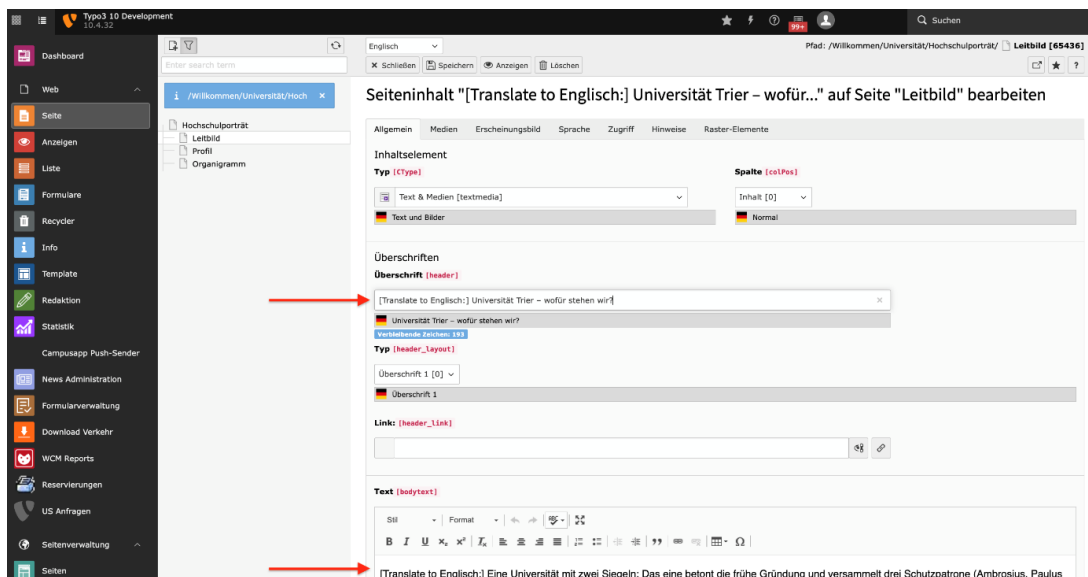 Typo3 10 Development
10.4.32
99+
Suchen
Dashboard
Web
Seite
Anzeigen
Liste
Formulare
Recycler
Info
Template
Redaktion
Statistik
Campusapp Push-Sender
News Administration
Formularverwaltung
Download Verkehr
WCM Reports
Reservierungen
US Anfragen
Seitenverwaltung
Seiten
Enter search term
/Willkommen/Universität/Hoch
Hochschulporträt
Leitbild
Profil
Organigramm
Englisch
Pfad: /Willkommen/Universität/Hochschulporträt/ Leitbild [65436]
Schließen Speichern Anzeigen Löschen
Seiteninhalt "[Translate to Englisch:] Universität Trier – wofür..." auf Seite "Leitbild" bearbeiten
Allgemein Medien Erscheinungsbild Sprache Zugriff Hinweise Raster-Elemente
Inhaltselement
Typ [CType] Spalte [colPos]
Text & Medien [textmedia] Inhalt [0]
Text und Bilder Normal
Überschriften
Überschrift [header]
[Translate to Englisch:] Universität Trier – wofür stehen wir?
Universität Trier – wofür stehen wir?
Verbleibende Zeichen: 193
Typ [header_layout]
Überschrift 1 [0]
Überschrift 1
Link: [header_link]
Text [bodytext]
Stil Format
B I U x₂ x² Tx Ω
[Translate to Englisch:] Eine Universität mit zwei Siegeln: Das eine betont die frühe Gründung und versammelt drei Schutzpatrone (Ambrosius, Paulus